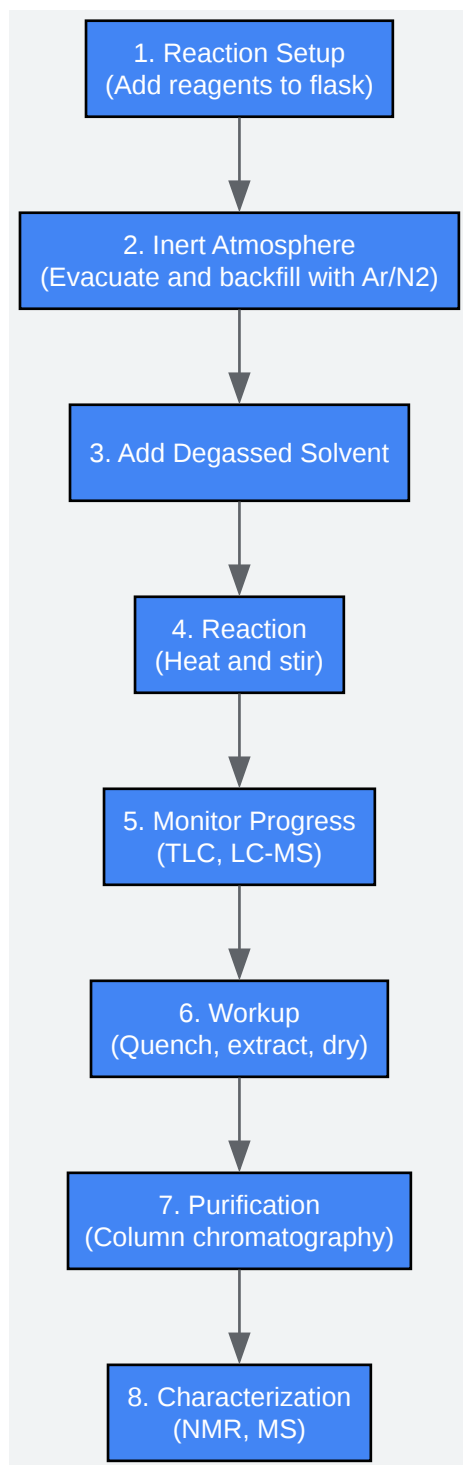 1. Reaction Setup
(Add reagents to flask)
2. Inert Atmosphere
(Evacuate and backfill with Ar/N2)
3. Add Degassed Solvent
4. Reaction
(Heat and stir)
5. Monitor Progress
(TLC, LC-MS)
6. Workup
(Quench, extract, dry)
7. Purification
(Column chromatography)
8. Characterization
(NMR, MS)